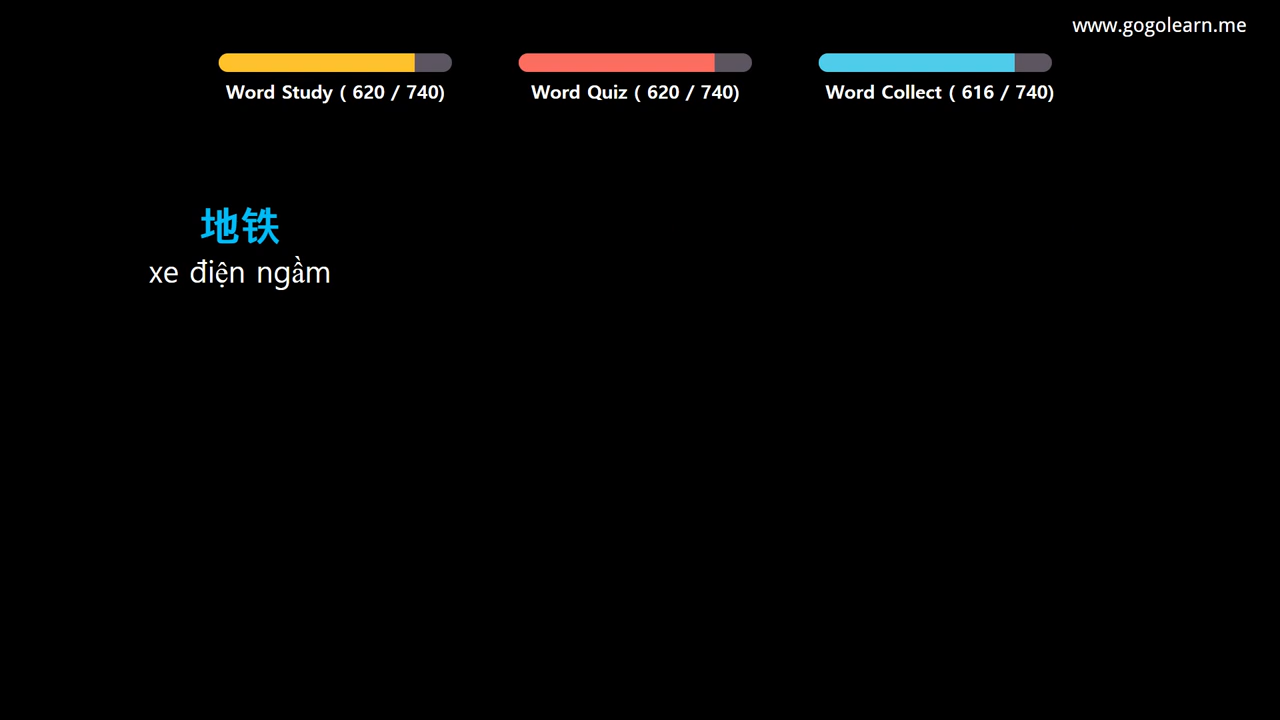 www.gogolearn.me
Word Study ( 620 / 740)
Word Quiz ( 620 / 740)
Word Collect ( 616 / 740)
地铁
xe điện ngầm